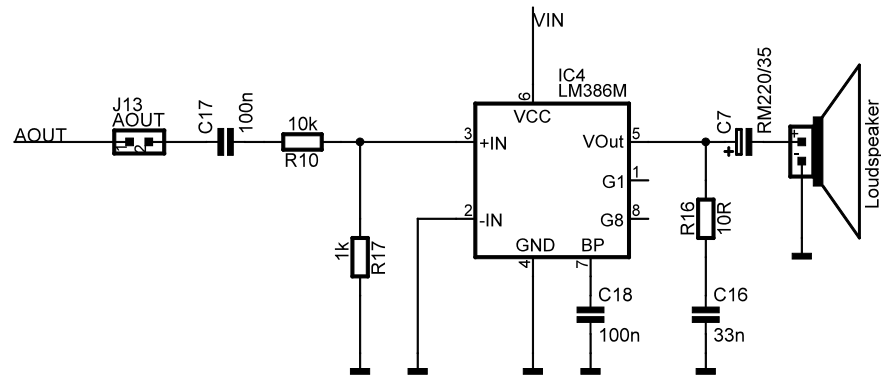 VIN
IC4
LM386M
6
VCC
J13
AOUT
C17
100n
10k
R10
AOUT
1
2
3
+IN
VOut
5
C7
RM220/35
+
+
-
Loudspeaker
G1
1
2
-IN
G8
8
R16
10R
1k
R17
GND
BP
4
7
C18
100n
C16
33n